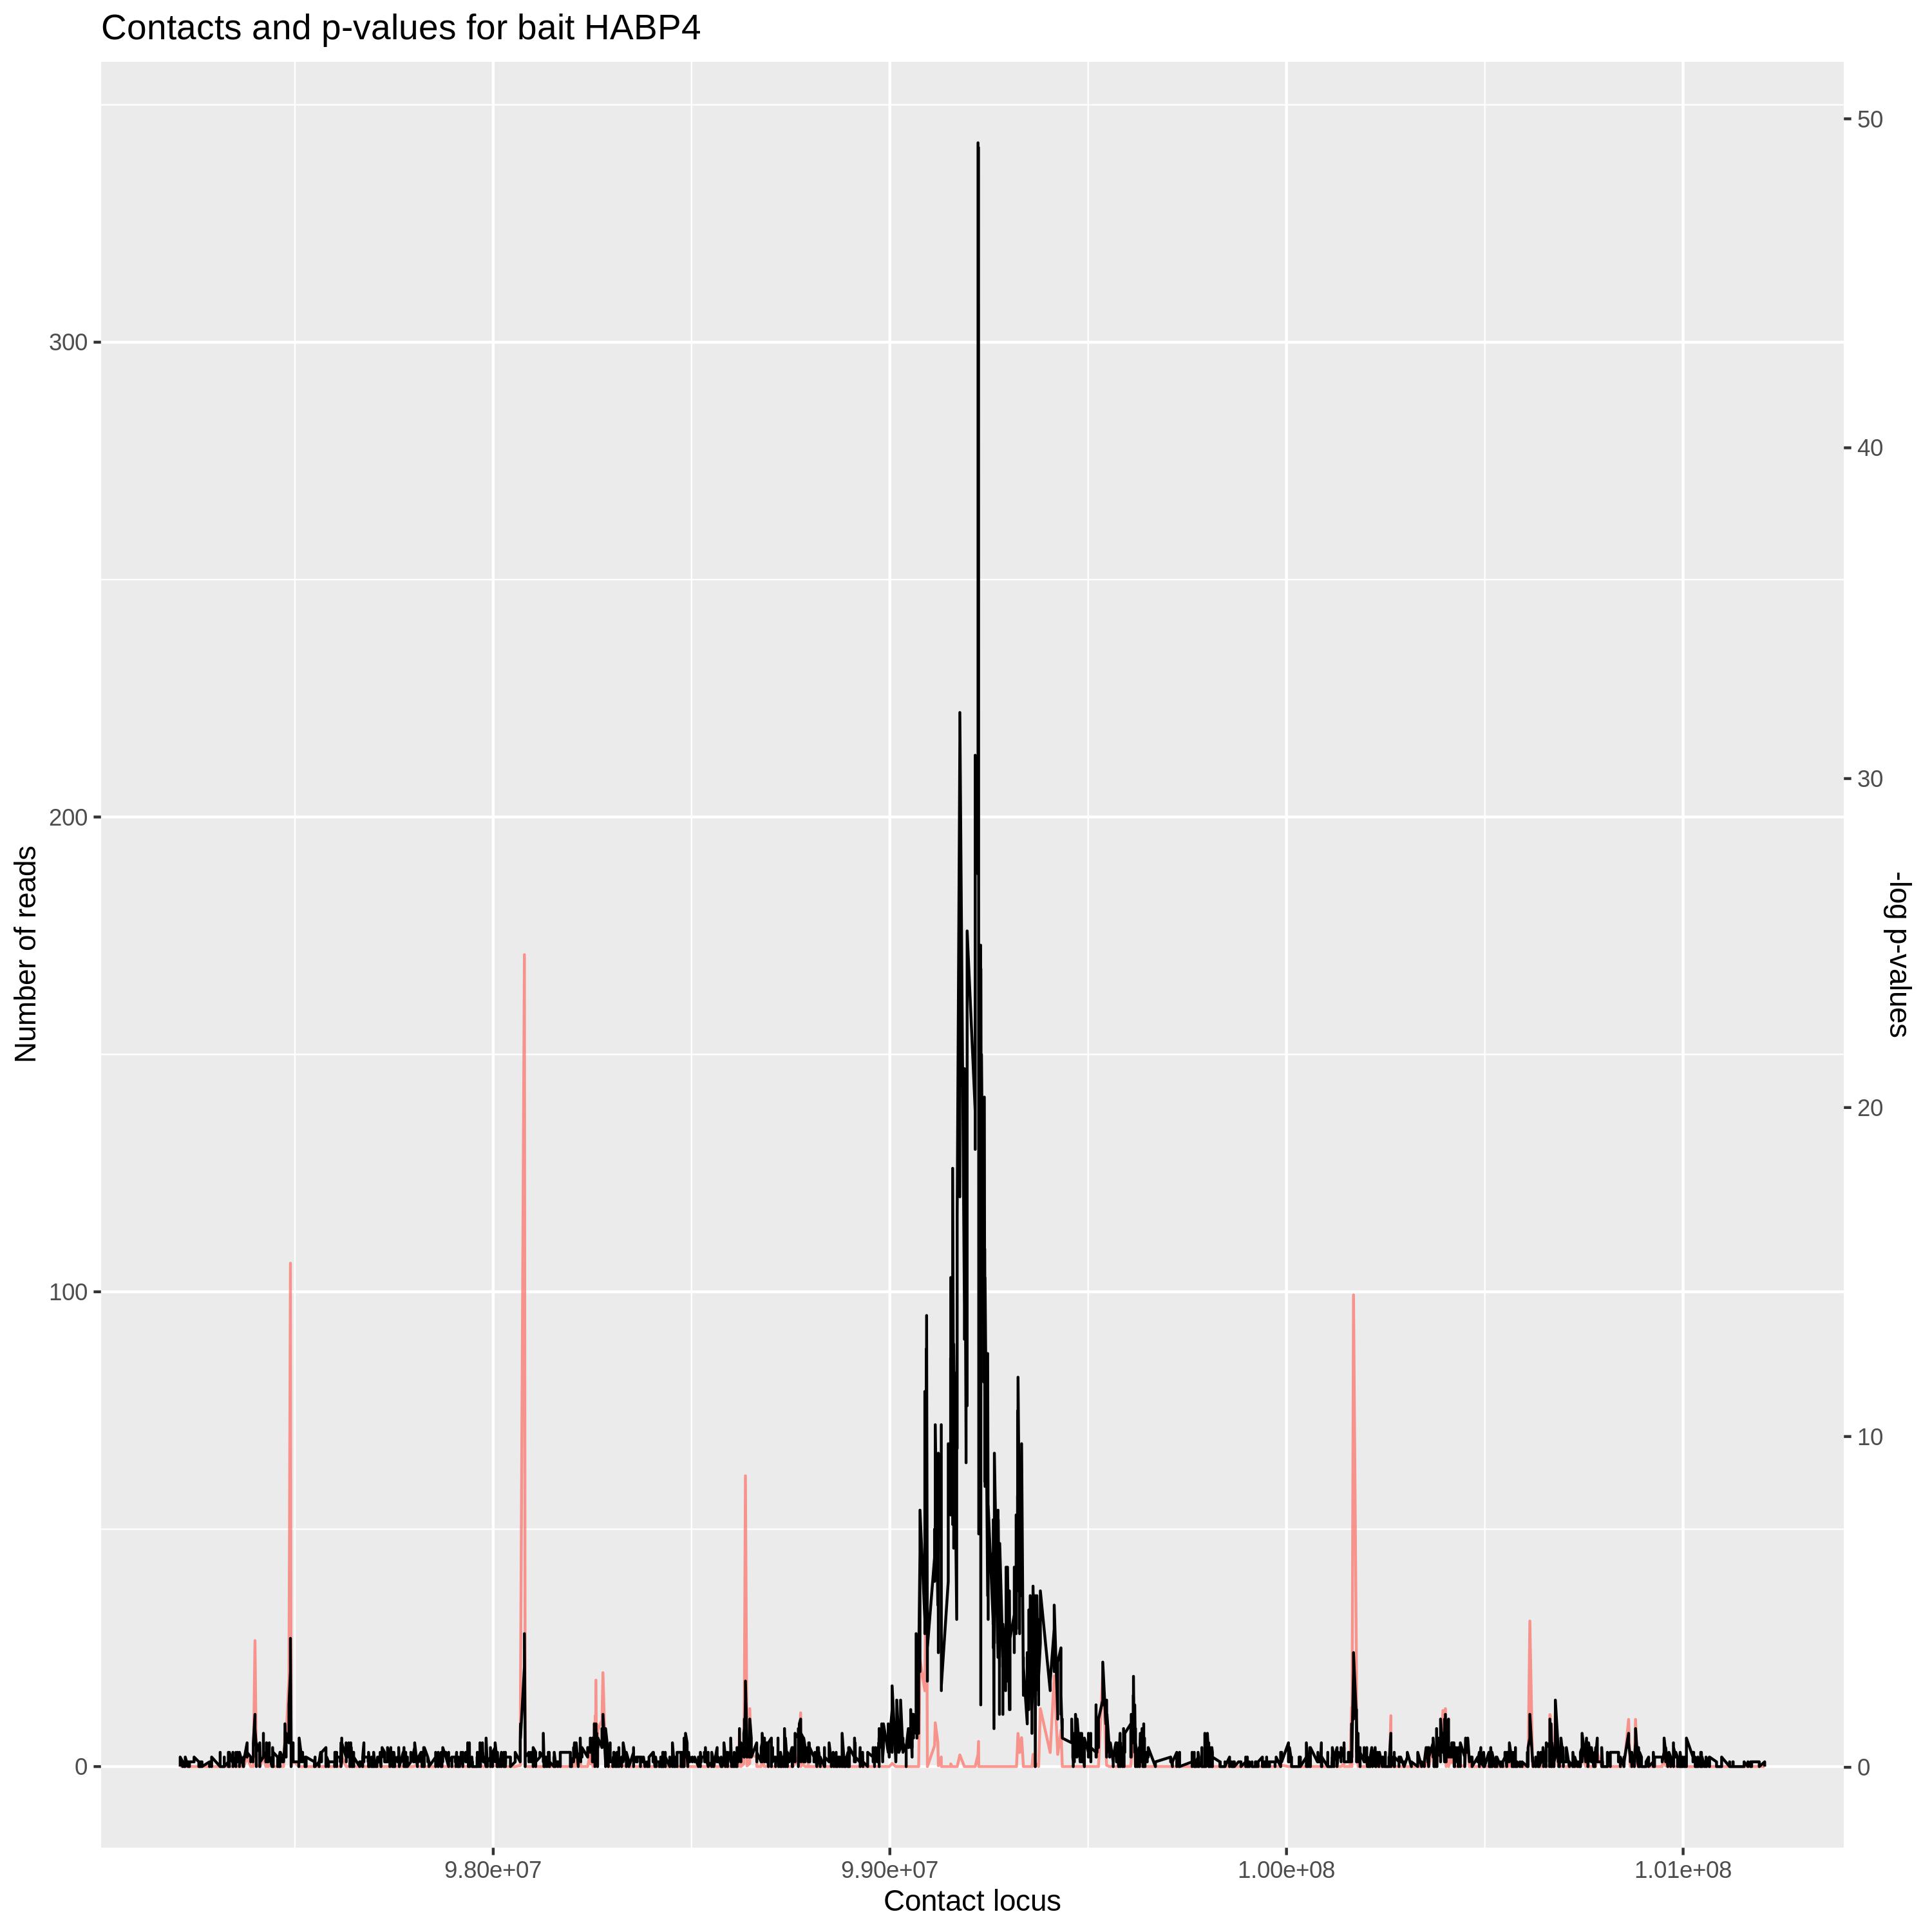 Contacts and p-values for bait HABP4
Number of reads
300
200
100
0
50
40
30
20
10
0
-log p-values
9.80e+07
9.90e+07
1.00e+08
1.01e+08
Contact locus